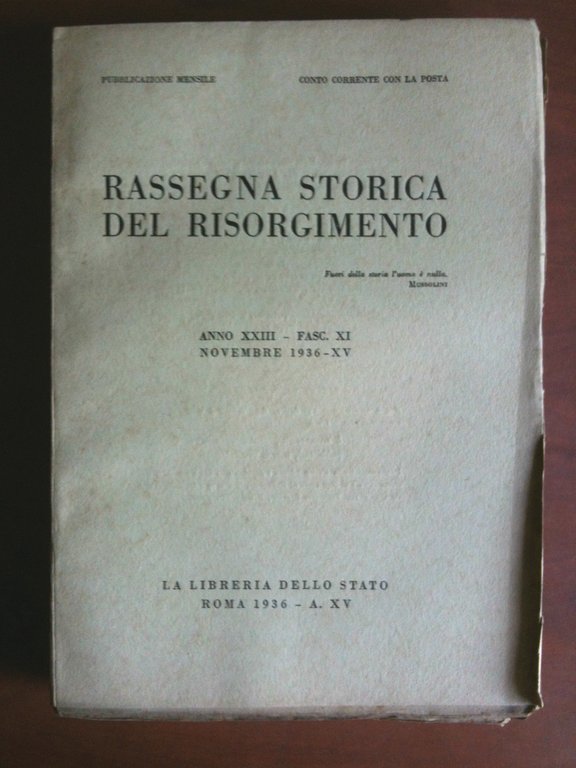 PUBBLICAZIONE MENSILE CONTO CORRENTE CON LA POSTA
RASSEGNA STORICA
DEL RISORGIMENTO
Fuori della storia l'uomo è nulla.
MUSSOLINI
ANNO XXIII - FASC. XI
NOVEMBRE 1936-XV
LA LIBRERIA DELLO STATO
ROMA 1936 - A. XV